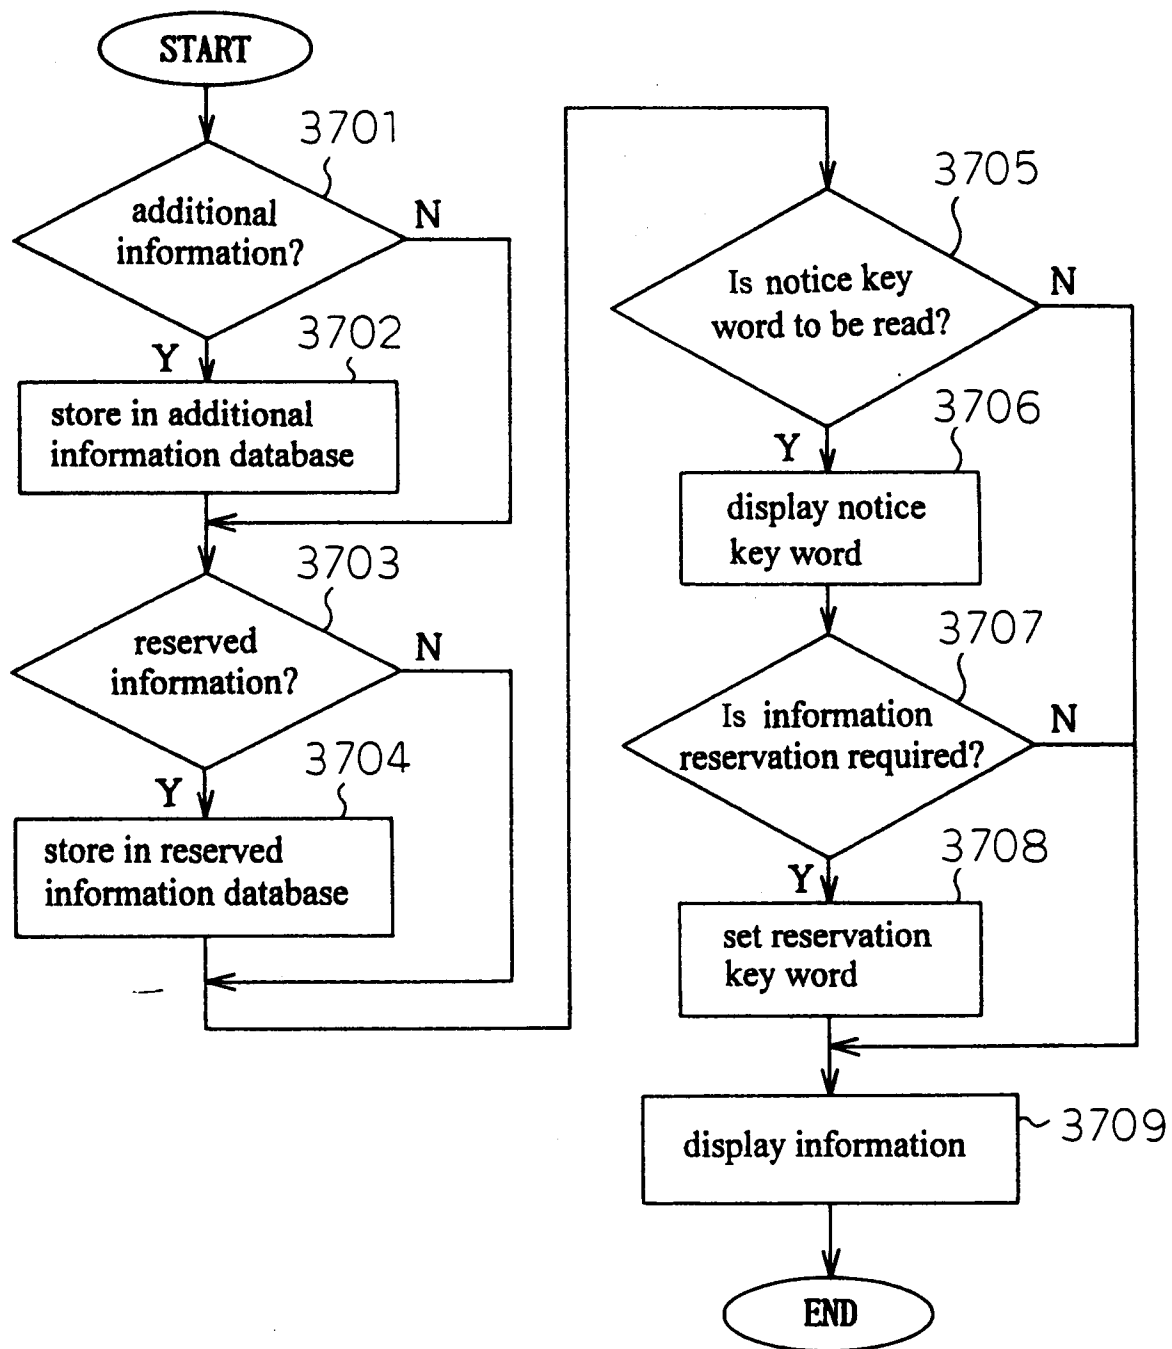 START
3701
additional
information?
N
Y
3702
store in additional
information database
3703
reserved
information?
N
Y
3704
store in reserved
information database
3705
Is notice key
word to be read?
N
Y
3706
display notice
key word
3707
Is information
reservation required?
N
Y
3708
set reservation
key word
3709
display information
END